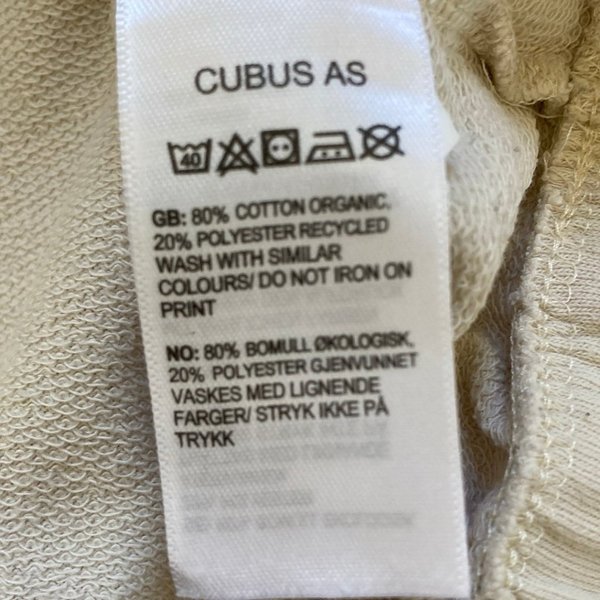 CUBUS AS
40
GB: 80% COTTON ORGANIC,
20% POLYESTER RECYCLED
WASH WITH SIMILAR
COLOURS/ DO NOT IRON ON
PRINT
NO: 80% BOMULL ØKOLOGISK,
20% POLYESTER GJENVUNNET
VASKES MED LIGNENDE
FARGER/ STRYK IKKE PÅ
TRYKK